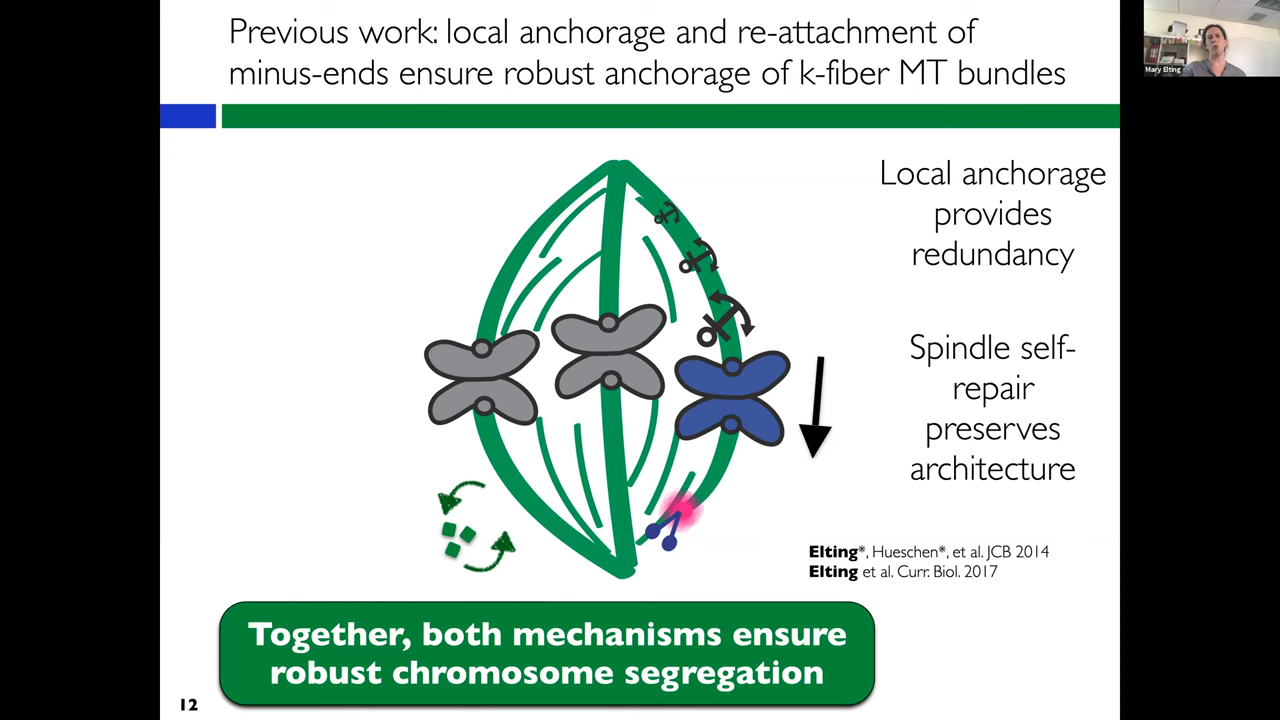 Previous work: local anchorage and re-attachment of
minus-ends ensure robust anchorage of k-fiber MT bundles
Mary Elting
Local anchorage
provides
redundancy
Spindle self-
repair
preserves
architecture
Elting*, Hueschen*, et al. JCB 2014
Elting et al. Curr. Biol. 2017
Together, both mechanisms ensure
robust chromosome segregation
12